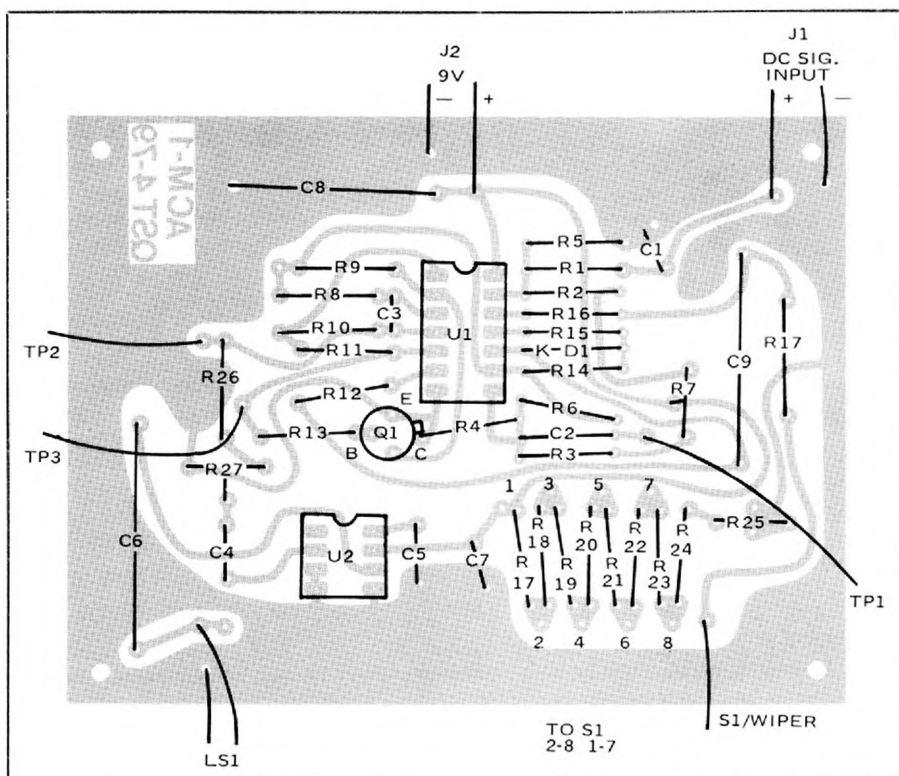 J2
9V
— +
J1
DC SIG.
INPUT
+ —
ACM-1
QST4-79
C8
R5
C1
R9
R1
R8
R2
C3
R16
R10
U1
R15
R17
R11
K D1
C9
TP2
R14
R26
R7
R12
E
R6
R13
Q1
R4
C2
B
C
R3
TP3
R27
1
3
5
7
C6
C4
U2
C5
C7
R 18
R 20
R 22
R 24
R25
R 17
R 19
R 21
R 23
TP1
2
4
6
8
S1/WIPER
TO S1
2-8 1-7
LS1